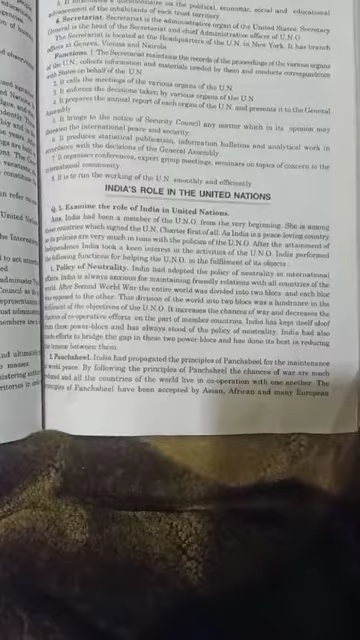 questionnaire on the political, economic, social and educational
advancement of the inhabitants of each trust territory.
6. Secretariat. Secretariat is the administrative organ of the United States. Secretary
General is the head of the Secretariat and chief Administrative officer of U.N.O
The Secretariat is located at the Headquarters of the U.N. in New York. It has branch
offices at Geneva, Vienna and Nairobi
Functions. 1. The Secretariat maintains the records of the proceedings of the various organs
of the U.N., collects information and materials needed by them and conducts correspondence
with States on behalf of the U.N.
2. It calls the meetings of the various organs of the U.N.
3. It enforces the decisions taken by various organs of the U.N
4. It prepares the annual report of each organ of the U.N. and presents it to the General
Assembly
5. It brings to the notice of Security Council any matter which in its opinion may
threaten the international peace and security.
6. It produces statistical publication, information bulletins and analytical work in
accordance with the decisions of the General Assembly
7. It organises conferences, expert group meetings, seminars on topics of concern to the
international community.
8. It is to run the working of the U.N. smoothly and efficiently
INDIA'S ROLE IN THE UNITED NATIONS
Q. 1. Examine the role of India in United Nations.
Ans. India had been a member of the U.N.O. from the very beginning. She is among
those countries which signed the U.N. Charter first of all. As India is a peace-loving country
its policies are very much in tune with the policies of the U.N.O. After the attainment of
independence India took a keen interest in the activities of the U.N.O. India performed
the following functions for helping the U.N.O. in the fulfilment of its objects :
1. Policy of Neutrality. India had adopted the policy of neutrality in international
affairs. India is always anxious for maintaining friendly relations with all countries of the
world. After Second World War the entire world was divided into two blocs and each bloc
was opposed to the other. This division of the world into two blocs was a hindrance in the
fulfilment of the objectives of the U.N.O. It increases the chances of war and decreases the
chances of co-operative efforts on the part of member countries. India has kept itself aloof
from these power-blocs and has always stood of the policy of neutrality. India had also
made efforts to bridge the gap in these two power-blocs and has done its best in reducing
the tension between them
2. Panchsheel. India had propagated the principles of Panchsheel for the maintenance
of world peace. By following the principles of Panchsheel the chances of war are much
reduced and all the countries of the world live in co-operation with one another. The
principles of Panchsheel have been accepted by Asian, African and many European